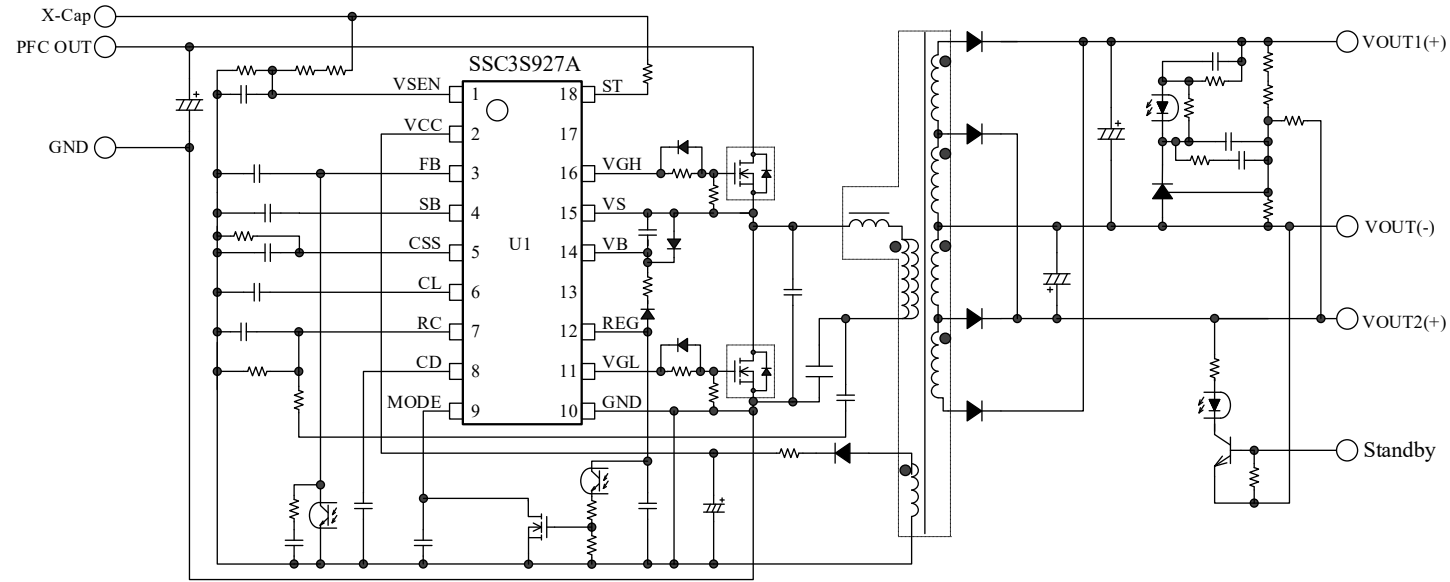 X-Cap
PFC OUT
GND
SSC3S927A
U1
VSEN 1
VCC 2
FB 3
SB 4
CSS 5
CL 6
RC 7
CD 8
MODE 9
18 ST
17
16 VGH
15 VS
14 VB
13
12 REG
11 VGL
10 GND
VOUT1(+)
VOUT(-)
VOUT2(+)
Standby